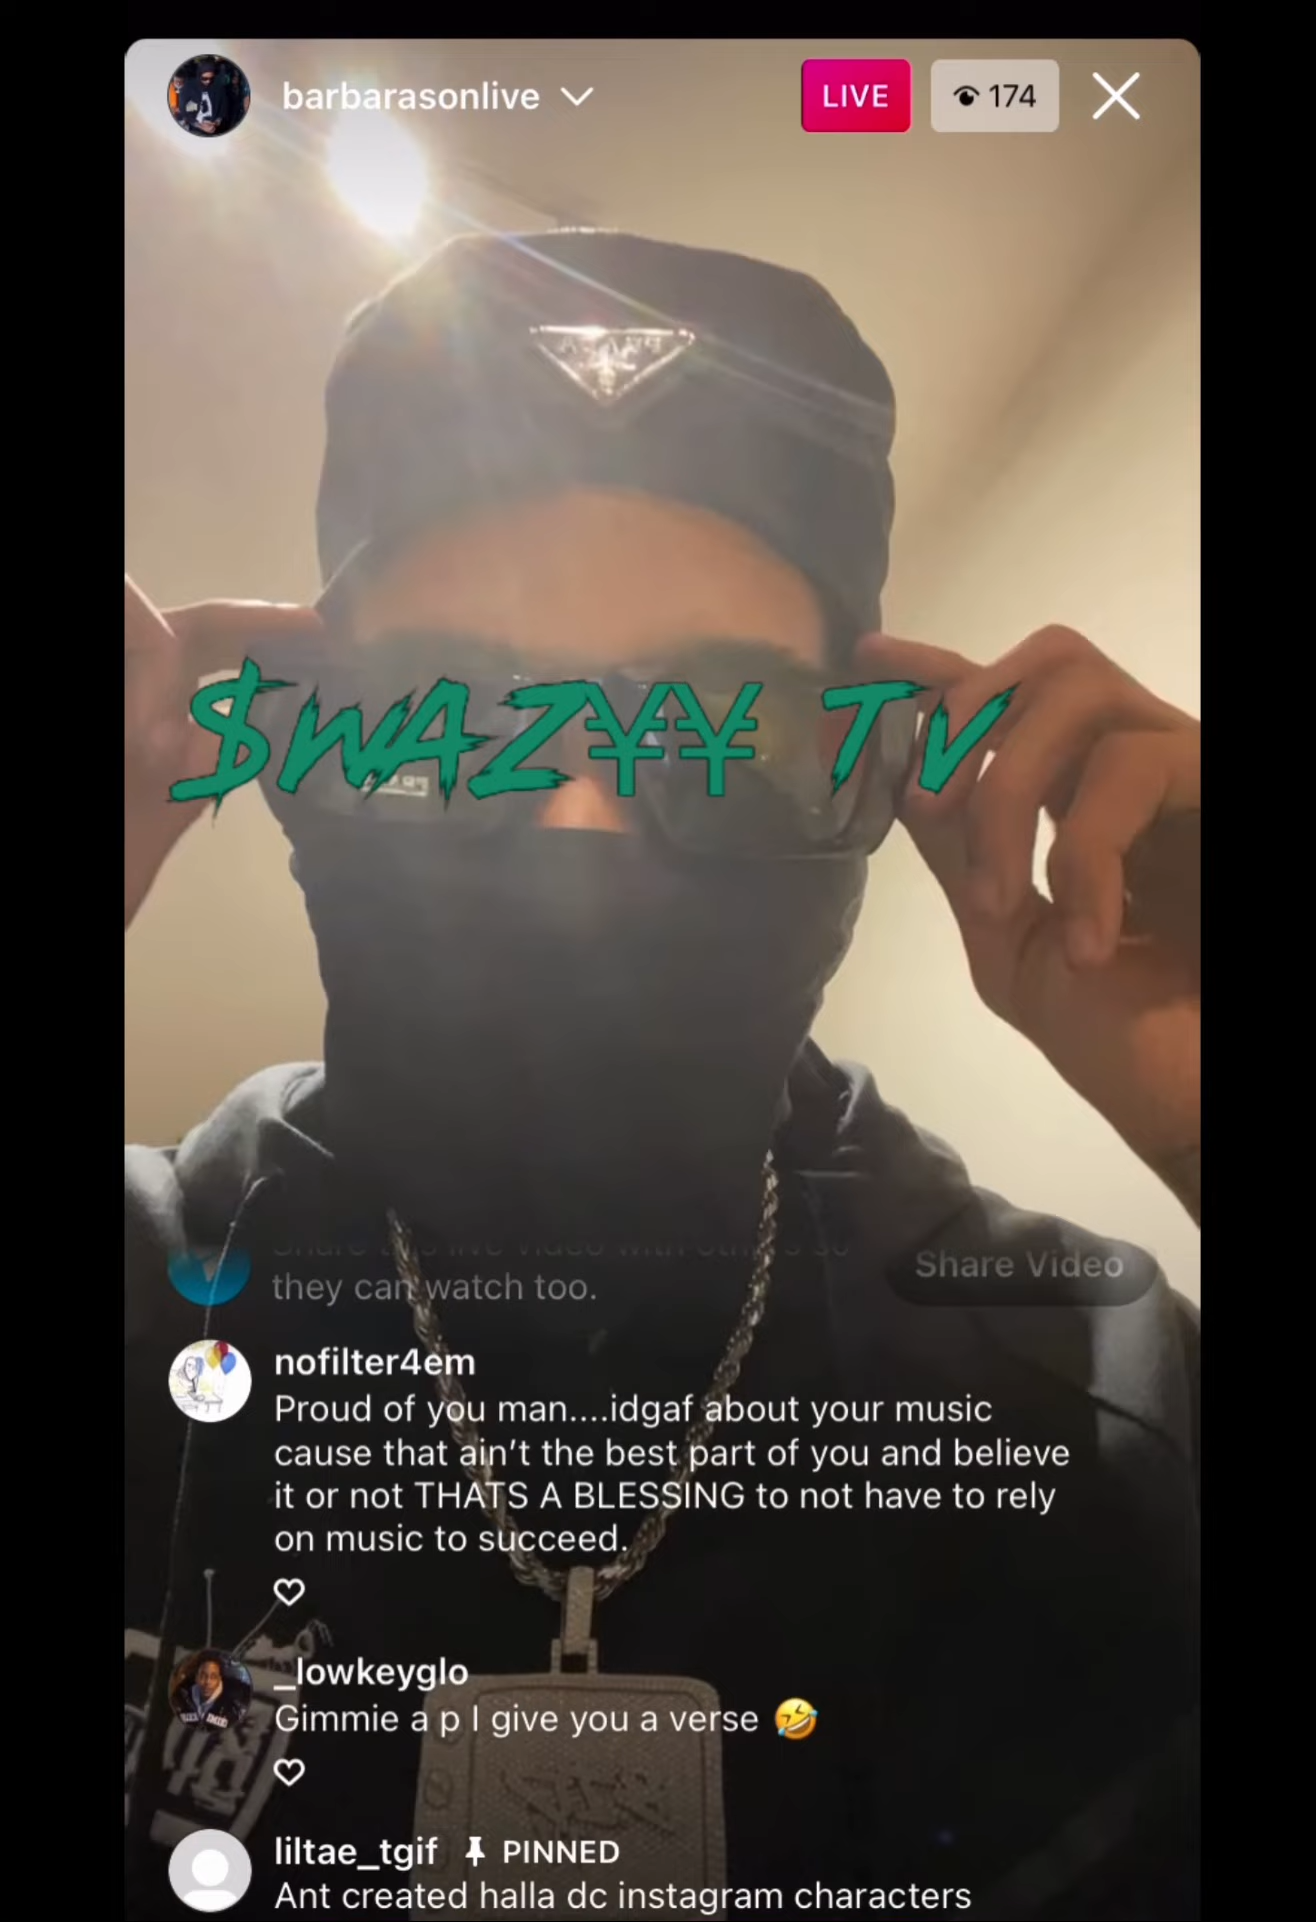 barbarasonlive
LIVE
174
PRADA
$WAZ¥¥ TV
they can watch too.
Share Video
nofilter4em
Proud of you man....idgaf about your music
cause that ain't the best part of you and believe
it or not THATS A BLESSING to not have to rely
on music to succeed.
_lowkeyglo
Gimmie a p I give you a verse 🤣
liltae_tgif PINNED
Ant created halla dc instagram characters